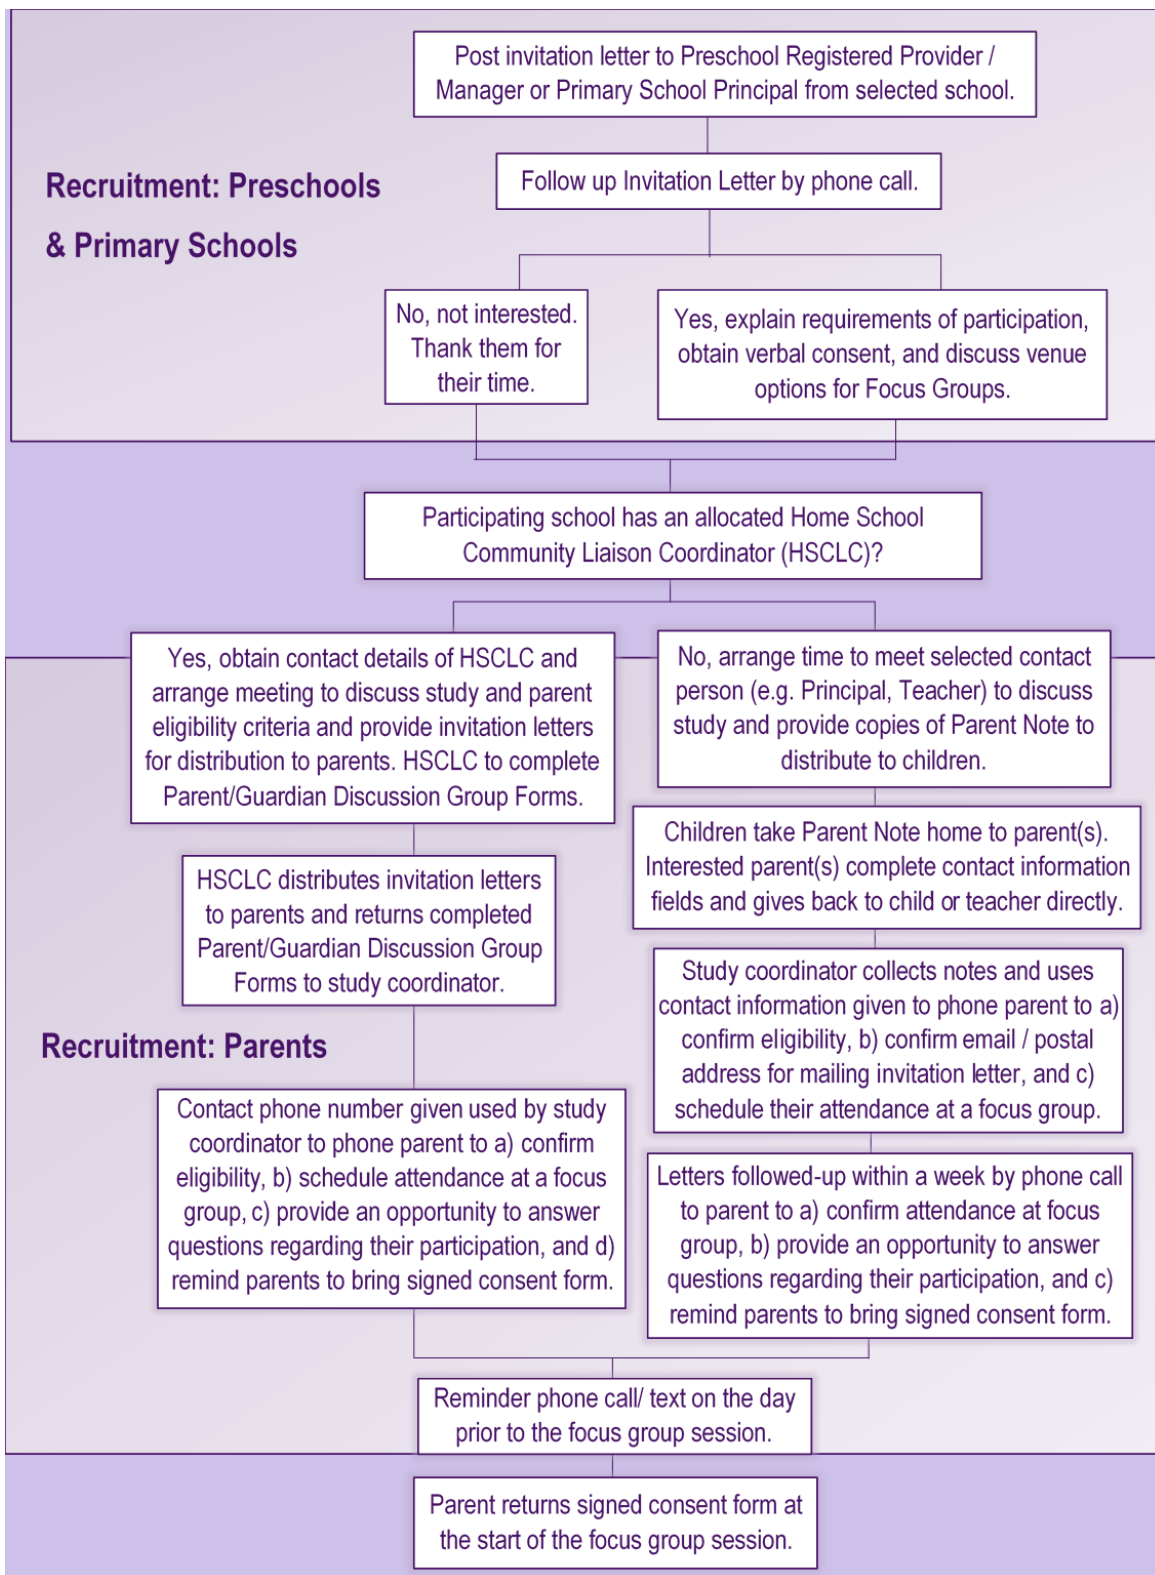 Post invitation letter to Preschool Registered Provider /
Manager or Primary School Principal from selected school.
Recruitment: Preschools
& Primary Schools
Follow up Invitation Letter by phone call.
No, not interested.
Thank them for
their time.
Yes, explain requirements of participation,
obtain verbal consent, and discuss venue
options for Focus Groups.
Participating school has an allocated Home School
Community Liaison Coordinator (HSCLC)?
Yes, obtain contact details of HSCLC and
arrange meeting to discuss study and parent
eligibility criteria and provide invitation letters
for distribution to parents. HSCLC to complete
Parent/Guardian Discussion Group Forms.
No, arrange time to meet selected contact
person (e.g. Principal, Teacher) to discuss
study and provide copies of Parent Note to
distribute to children.
HSCLC distributes invitation letters
to parents and returns completed
Parent/Guardian Discussion Group
Forms to study coordinator.
Children take Parent Note home to parent(s).
Interested parent(s) complete contact information
fields and gives back to child or teacher directly.
Study coordinator collects notes and uses
contact information given to phone parent to a)
confirm eligibility, b) confirm email / postal
address for mailing invitation letter, and c)
schedule their attendance at a focus group.
Recruitment: Parents
Contact phone number given used by study
coordinator to phone parent to a) confirm
eligibility, b) schedule attendance at a focus
group, c) provide an opportunity to answer
questions regarding their participation, and d)
remind parents to bring signed consent form.
Letters followed-up within a week by phone call
to parent to a) confirm attendance at focus
group, b) provide an opportunity to answer
questions regarding their participation, and c)
remind parents to bring signed consent form.
Reminder phone call/ text on the day
prior to the focus group session.
Parent returns signed consent form at
the start of the focus group session.